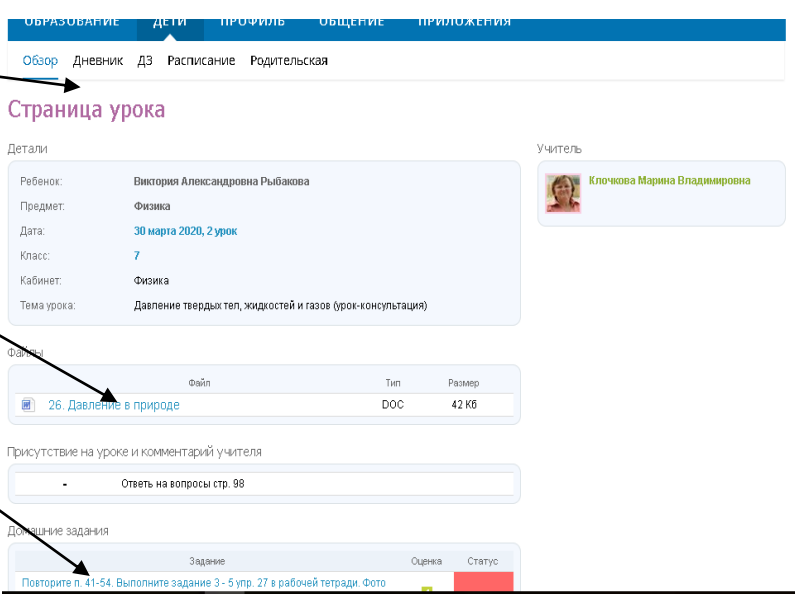 ОБРАЗОВАНИЕ ДЕТИ ПРОФИЛЬ ОБЩЕНИЕ ПРИЛОЖЕНИЯ
Обзор Дневник ДЗ Расписание Родительская
Страница урока
Детали
Учитель
Ребенок: Виктория Александровна Рыбакова
Клочкова Марина Владимировна
Предмет: Физика
Дата: 30 марта 2020, 2 урок
Класс: 7
Кабинет: Физика
Тема урока: Давление твердых тел, жидкостей и газов (урок-консультация)
Файлы
Файл Тип Размер
26. Давление в природе DOC 42 Кб
Присутствие на уроке и комментарий учителя
- Ответь на вопросы стр. 98
Домашние задания
Задание Оценка Статус
Повторите п. 41-54. Выполните задание 3 - 5 упр. 27 в рабочей тетради. Фото